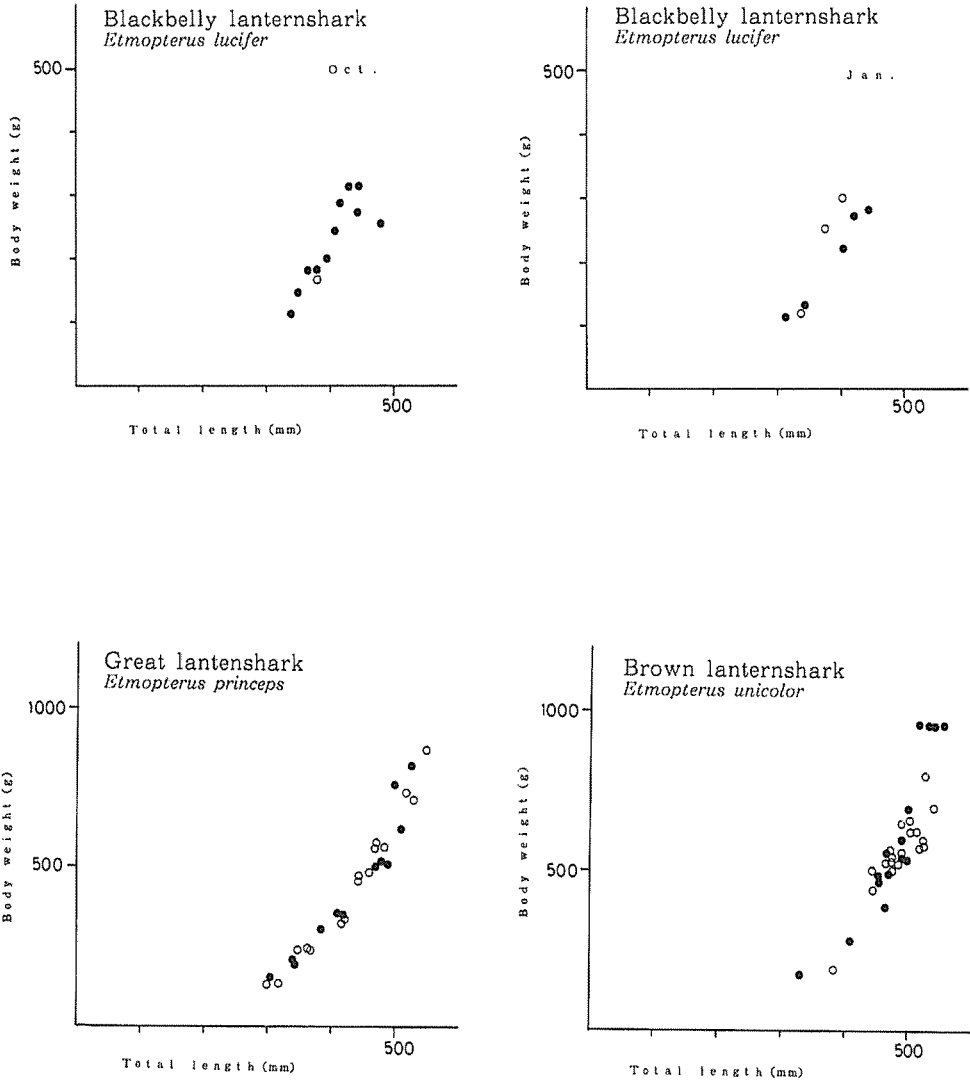 Blackbelly lanternshark
Etmopterus lucifer
Oct.
500
Body weight (g)
500
Total length (mm)
Blackbelly lanternshark
Etmopterus lucifer
Jan.
500
Body weight (g)
500
Total length (mm)
Great lantenshark
Etmopterus princeps
1000
500
Body weight (g)
500
Total length (mm)
Brown lanternshark
Etmopterus unicolor
1000
500
Body weight (g)
500
Total length (mm)